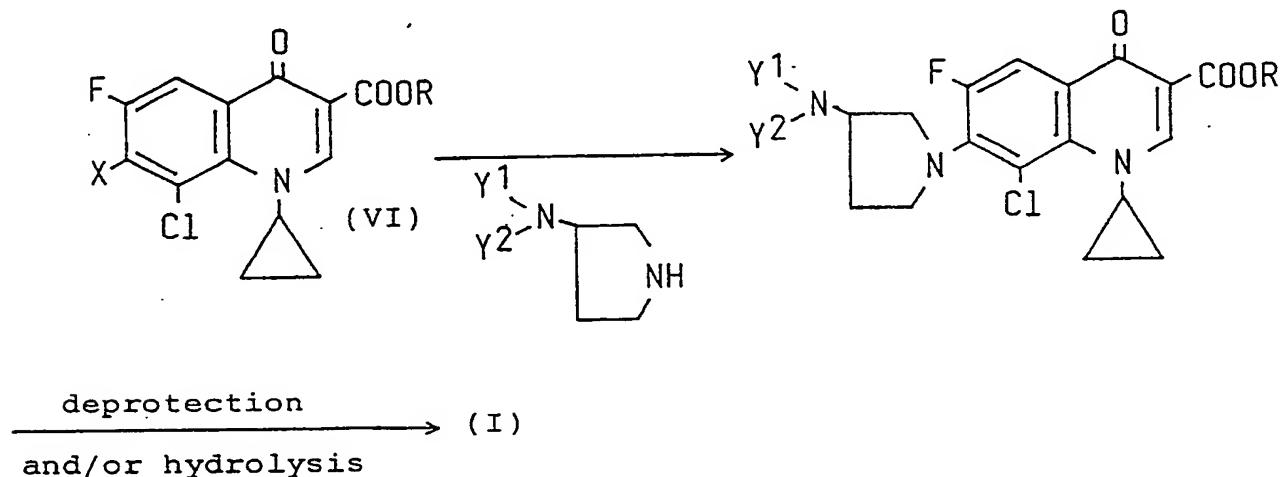 O
F
COOR
X
N
Cl
(VI)
Y1
N
Y2
NH
O
Y1
N
Y2
F
COOR
N
N
Cl
deprotection
(I)
and/or hydrolysis